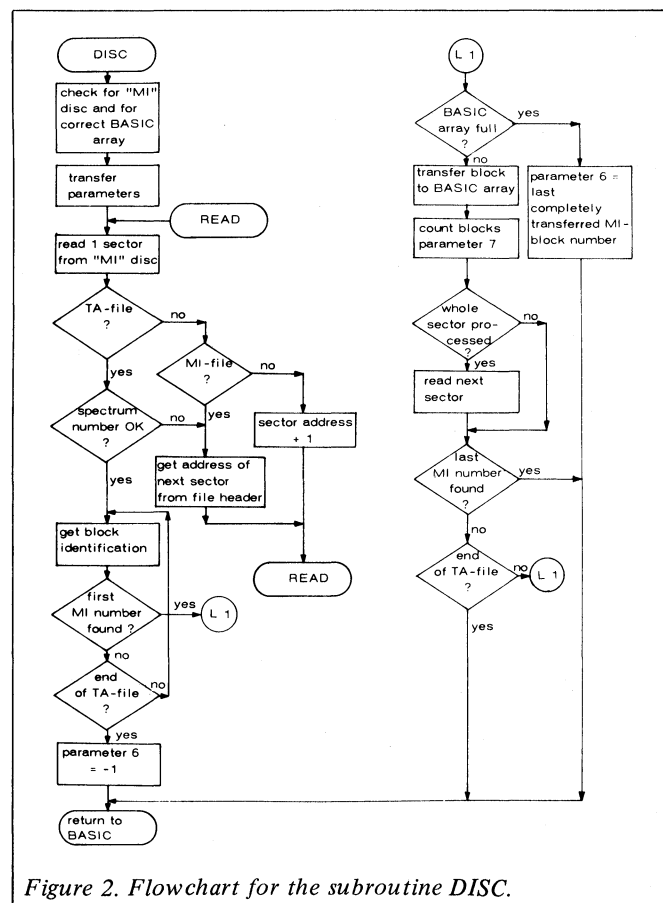 DISC
check for "MI"
disc and for
correct BASIC
array
transfer
parameters
READ
read 1 sector
from "MI" disc
TA-file
?
no
yes
MI-file
?
no
yes
spectrum
number OK
?
no
yes
sector address
+ 1
get address of
next sector
from file header
READ
get block
identification
first
MI number
found ?
yes
L 1
no
end
of TA-file
?
no
yes
parameter 6
= -1
return to
BASIC
L 1
BASIC
array full
?
yes
no
transfer block
to BASIC array
parameter 6 =
last
completely
transferred MI-
block number
count blocks
parameter 7
whole
sector pro-
cessed
?
no
yes
read next
sector
last
MI number
found
?
yes
no
end
of TA-file
?
no
L 1
yes
Figure 2. Flowchart for the subroutine DISC.